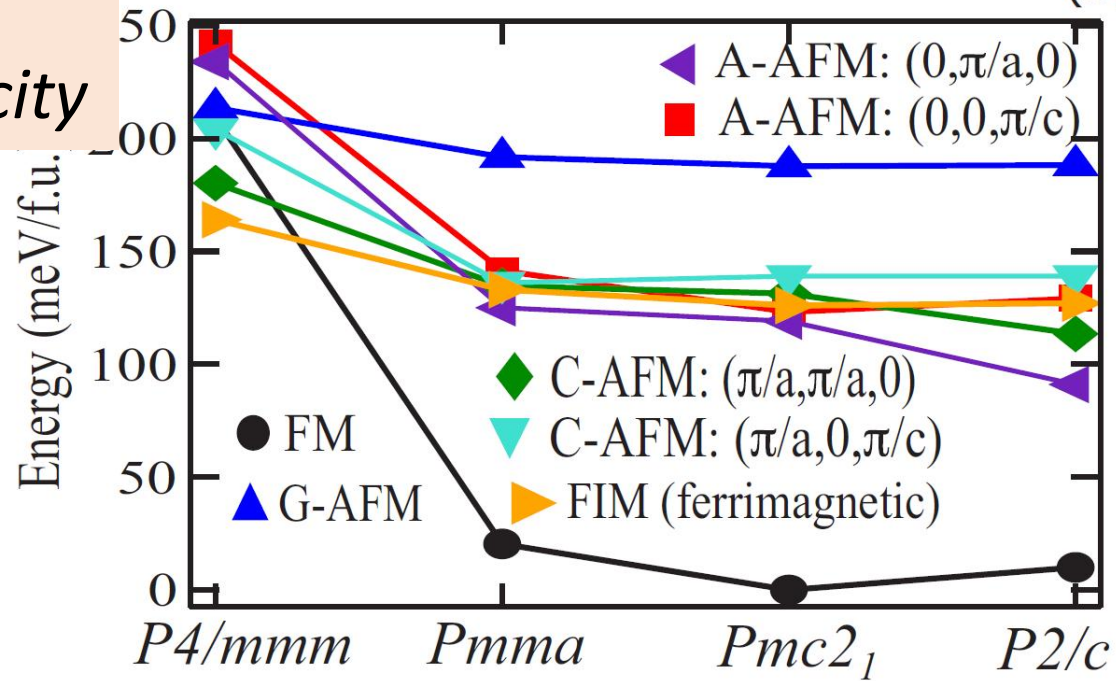 city
50
00
150
100
50
0
Energy (meV/f.u.
A-AFM: (0,π/a,0)
A-AFM: (0,0,π/c)
C-AFM: (π/a,π/a,0)
FM
C-AFM: (π/a,0,π/c)
G-AFM
FIM (ferrimagnetic)
P4/mmm Pmma Pmc2₁ P2/c